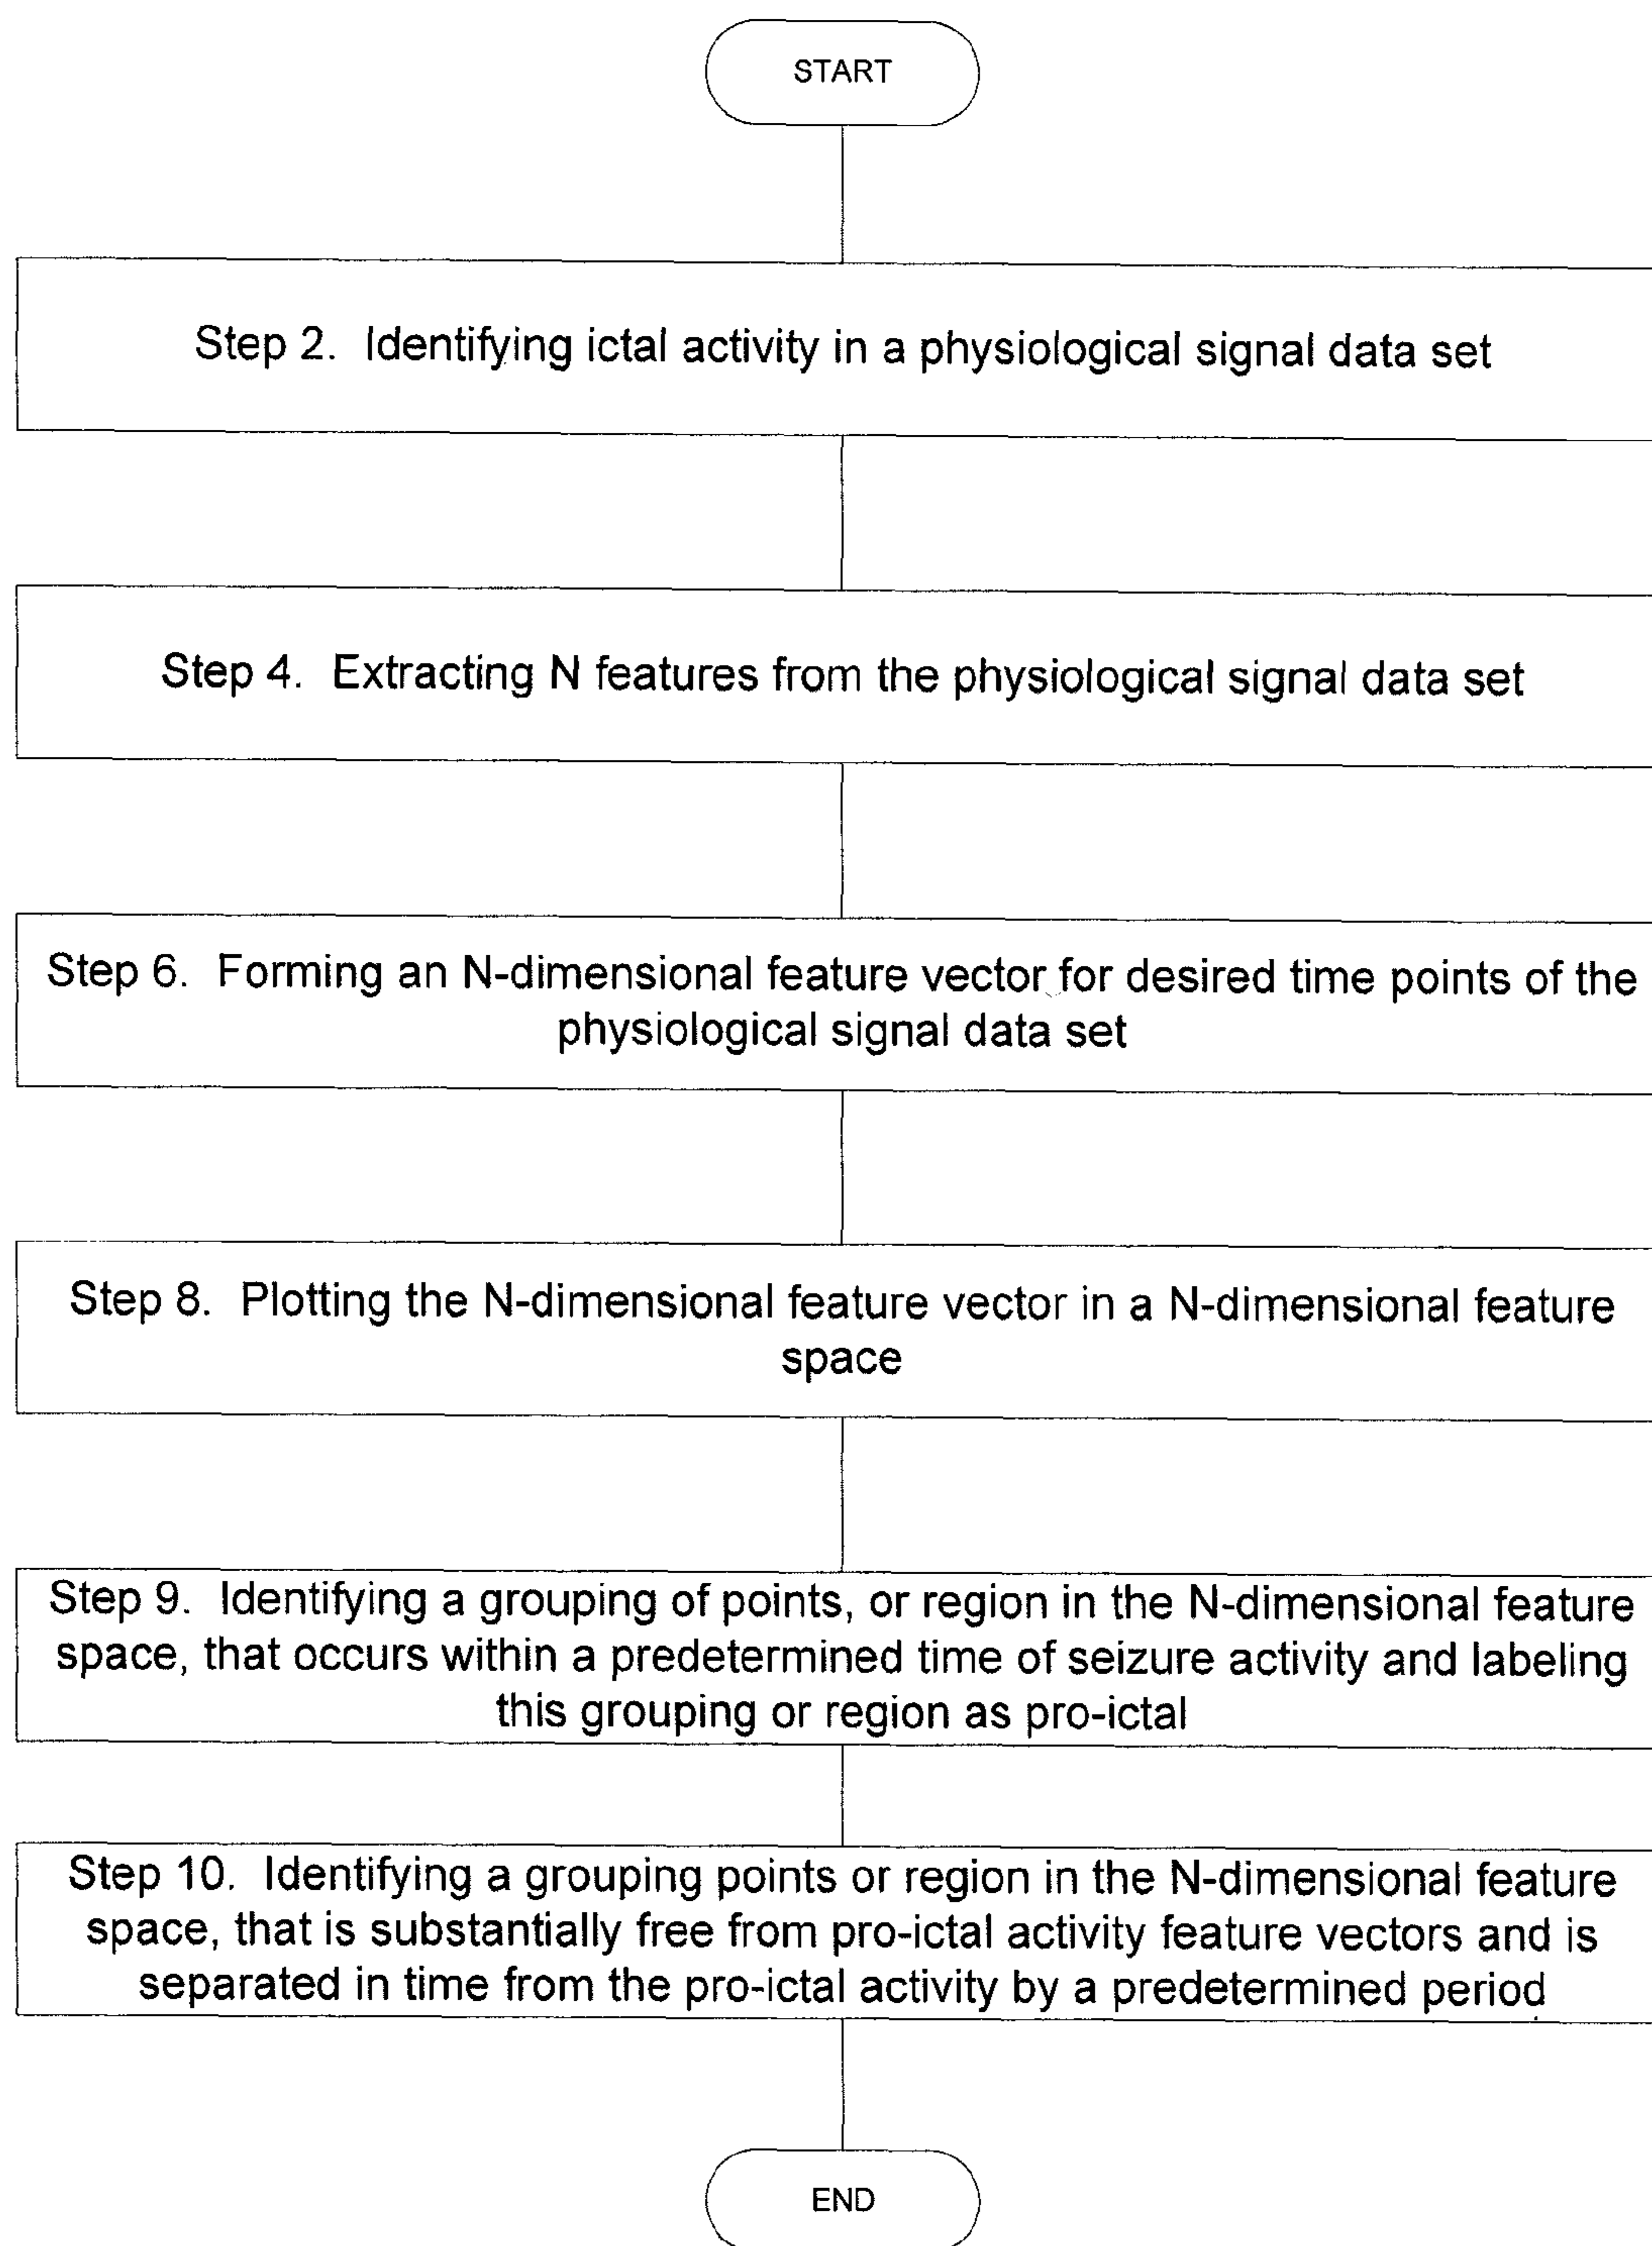 START
Step 2. Identifying ictal activity in a physiological signal data set
Step 4. Extracting N features from the physiological signal data set
Step 6. Forming an N-dimensional feature vector for desired time points of the
physiological signal data set
Step 8. Plotting the N-dimensional feature vector in a N-dimensional feature
space
Step 9. Identifying a grouping of points, or region in the N-dimensional feature
space, that occurs within a predetermined time of seizure activity and labeling
this grouping or region as pro-ictal
Step 10. Identifying a grouping points or region in the N-dimensional feature
space, that is substantially free from pro-ictal activity feature vectors and is
separated in time from the pro-ictal activity by a predetermined period
END